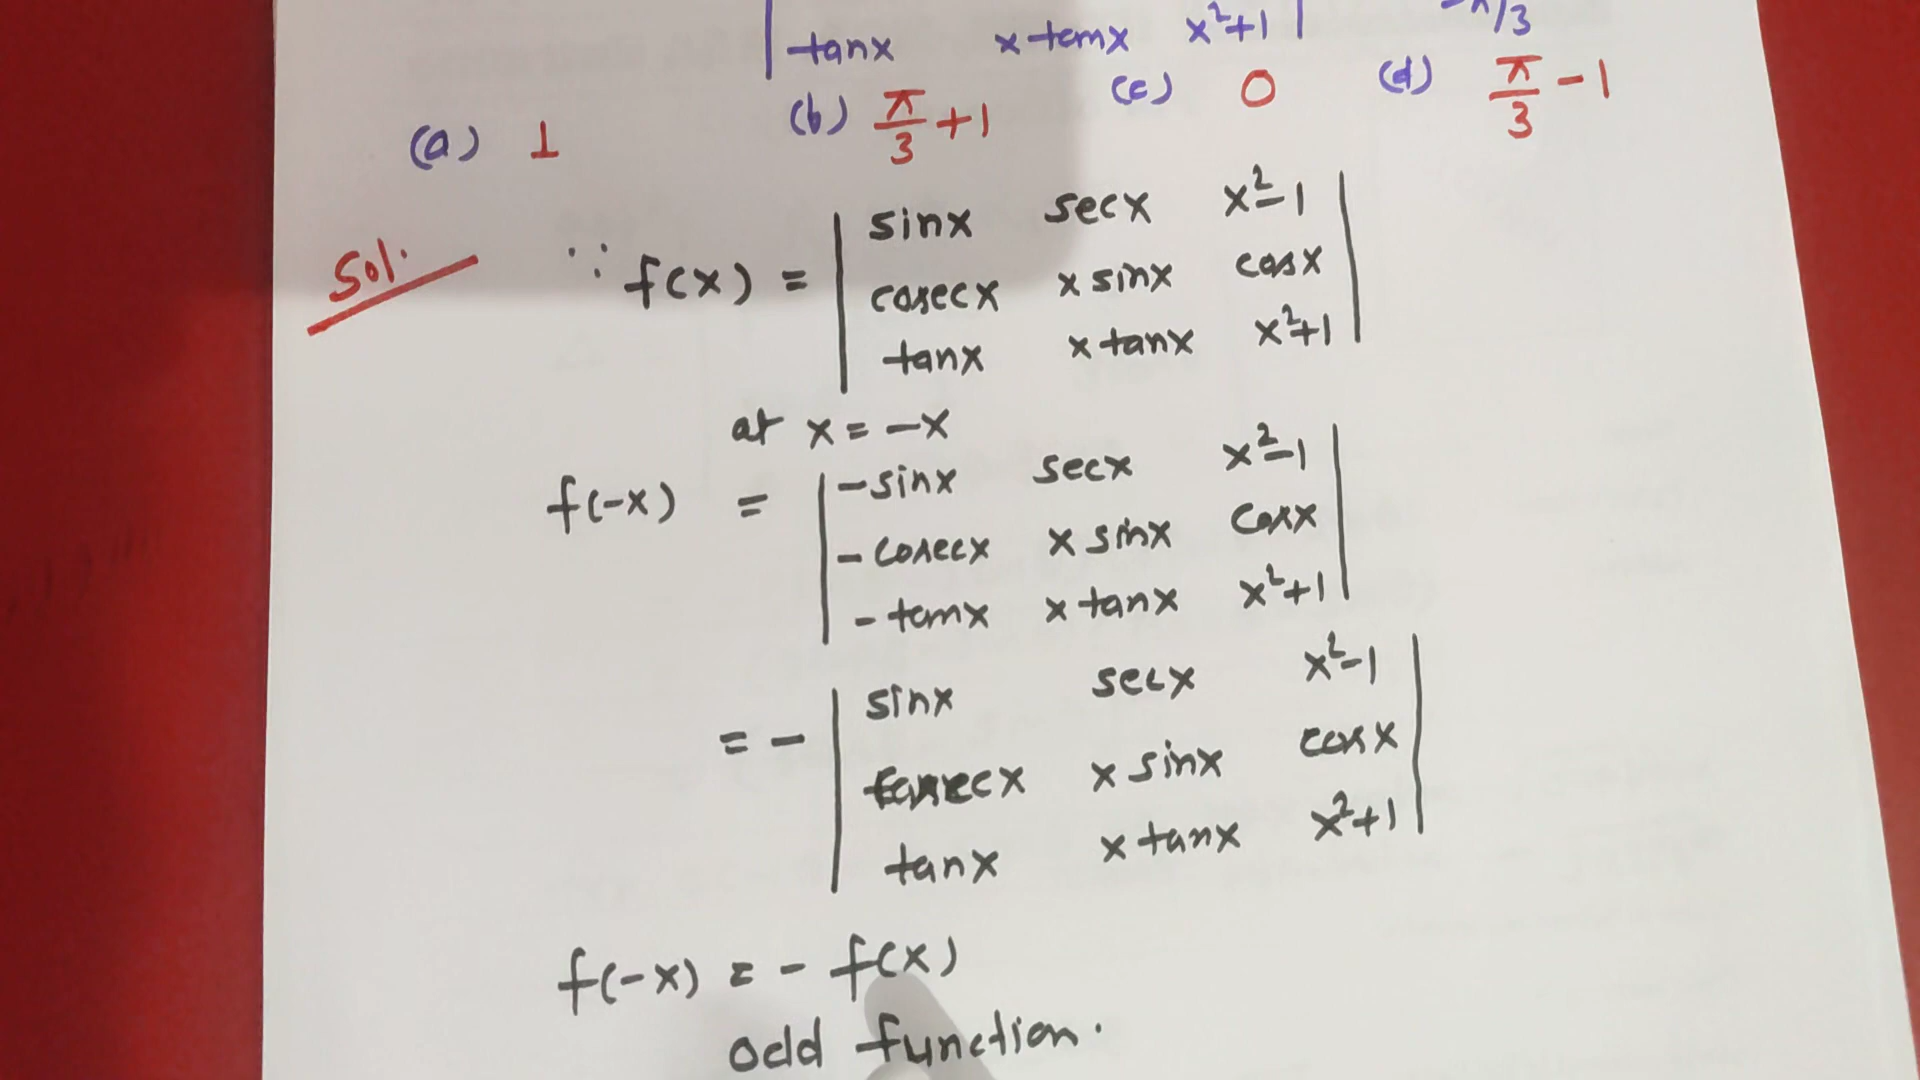 | tanx x tanx x²+1 | -π/3
(a) 1 (b) π/3 + 1 (c) 0 (d) π/3 - 1
Sol. ∵ f(x) = | sinx secx x²-1 |
| cosecx x sinx cosx |
| tanx x tanx x²+1 |
at x = -x
f(-x) = | -sinx secx x²-1 |
| -cosecx x sinx cosx |
| -tanx x tanx x²+1 |
= - | sinx secx x²-1 |
| cosecx x sinx cosx |
| tanx x tanx x²+1 |
f(-x) = - f(x)
odd function.